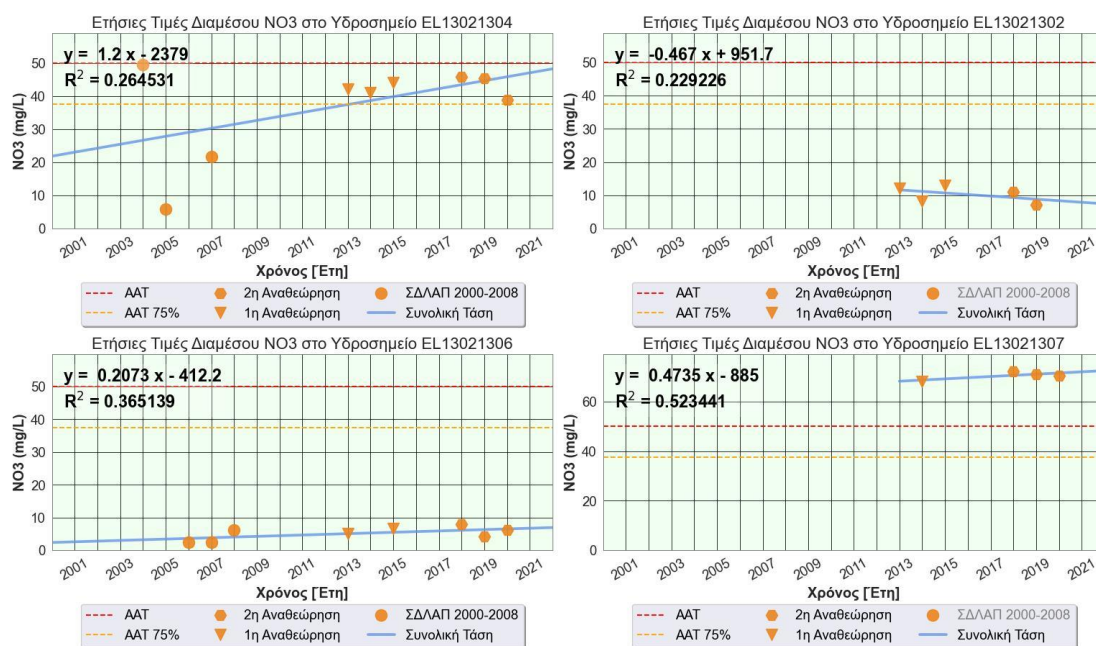 Ετήσιες Τιμές Διαμέσου NO3 στο Υδροσημείο EL13021304
y = 1.2 x - 2379
R² = 0.264531
NO3 (mg/L)
50
40
30
20
10
0
2001 2003 2005 2007 2009 2011 2013 2015 2017 2019 2021
Χρόνος [Έτη]
ΑΑΤ 2η Αναθεώρηση ΣΔΛΑΠ 2000-2008
ΑΑΤ 75% 1η Αναθεώρηση Συνολική Τάση
Ετήσιες Τιμές Διαμέσου NO3 στο Υδροσημείο EL13021302
y = -0.467 x + 951.7
R² = 0.229226
NO3 (mg/L)
50
40
30
20
10
0
2001 2003 2005 2007 2009 2011 2013 2015 2017 2019 2021
Χρόνος [Έτη]
ΑΑΤ 2η Αναθεώρηση ΣΔΛΑΠ 2000-2008
ΑΑΤ 75% 1η Αναθεώρηση Συνολική Τάση
Ετήσιες Τιμές Διαμέσου NO3 στο Υδροσημείο EL13021306
y = 0.2073 x - 412.2
R² = 0.365139
NO3 (mg/L)
50
40
30
20
10
0
2001 2003 2005 2007 2009 2011 2013 2015 2017 2019 2021
Χρόνος [Έτη]
ΑΑΤ 2η Αναθεώρηση ΣΔΛΑΠ 2000-2008
ΑΑΤ 75% 1η Αναθεώρηση Συνολική Τάση
Ετήσιες Τιμές Διαμέσου NO3 στο Υδροσημείο EL13021307
y = 0.4735 x - 885
R² = 0.523441
NO3 (mg/L)
60
40
20
0
2001 2003 2005 2007 2009 2011 2013 2015 2017 2019 2021
Χρόνος [Έτη]
ΑΑΤ 2η Αναθεώρηση ΣΔΛΑΠ 2000-2008
ΑΑΤ 75% 1η Αναθεώρηση Συνολική Τάση